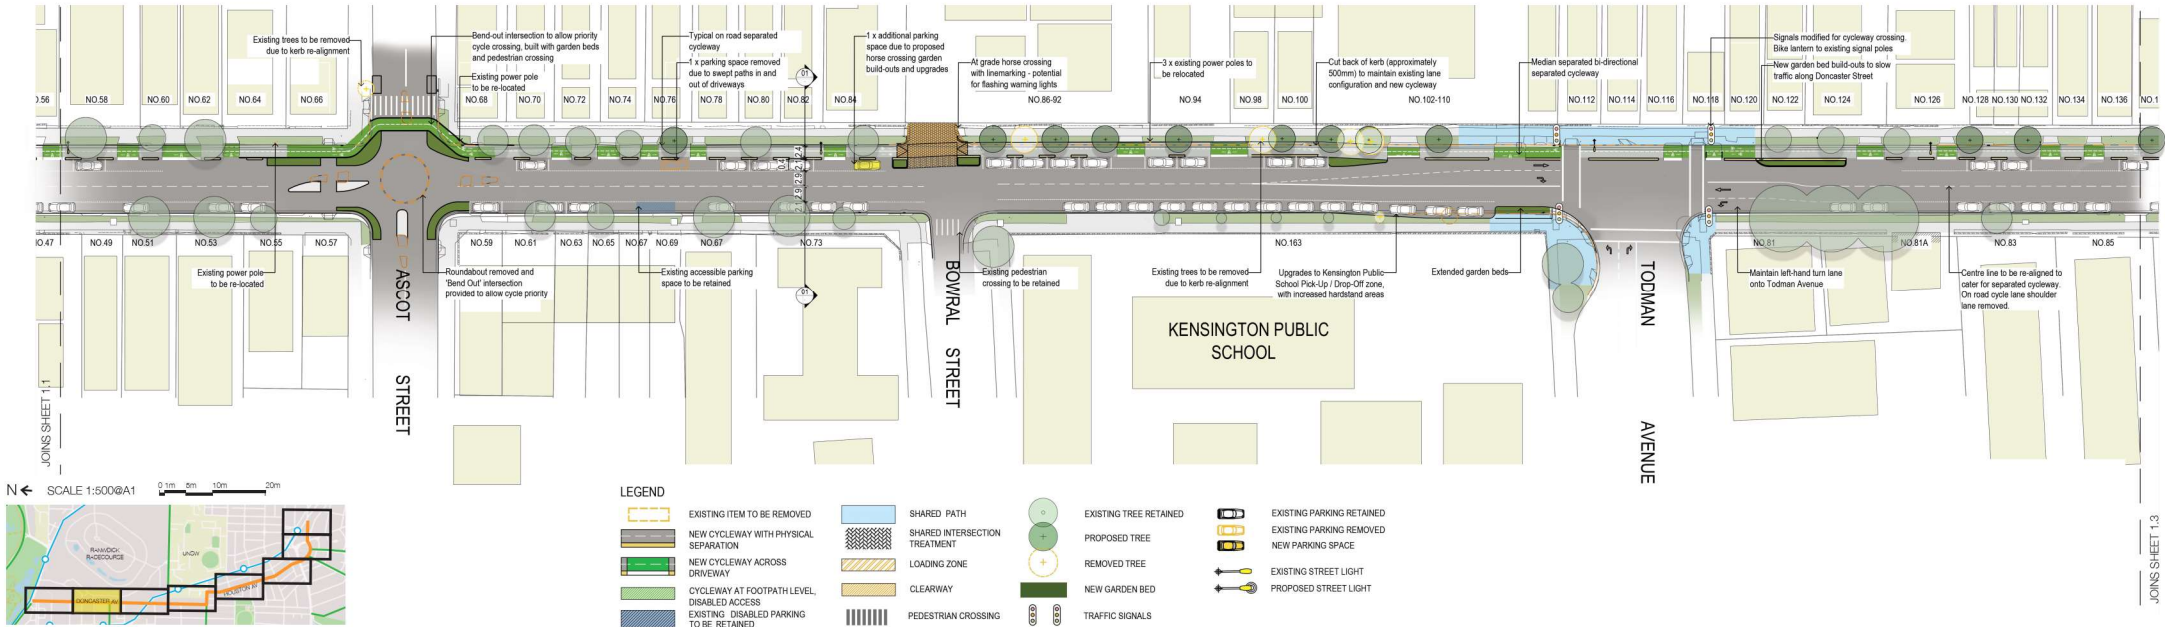 Existing trees to be removed
due to kerb re-alignment
Bend-out intersection to allow priority
cycle crossing, built with garden beds
and pedestrian crossing
Existing power pole
to be re-located
Typical on road separated
cycleway
1 x parking space removed
due to swept paths in and
out of driveways
1 x additional parking
space due to proposed
horse crossing garden
build-outs and upgrades
At grade horse crossing
with linemarking - potential
for flashing warning lights
3 x existing power poles to
be relocated
Cut back of kerb (approximately
500mm) to maintain existing lane
configuration and new cycleway
Median separated bi-directional
separated cycleway
Signals modified for cycleway crossing.
Bike lantern to existing signal poles
New garden bed build-outs to slow
traffic along Doncaster Street
NO.58
NO.60
NO.62
NO.64
NO.66
NO.68
NO.70
NO.72
NO.74
NO.76
NO.78
NO.80
NO.82
NO.84
NO.86-92
NO.94
NO.98
NO.100
NO.102-110
NO.112
NO.114
NO.116
NO.118
NO.120
NO.122
NO.124
NO.126
NO.128
NO.130
NO.132
NO.134
NO.136
01
NO.49
NO.51
NO.53
NO.55
NO.57
NO.59
NO.61
NO.63
NO.65
NO.67
NO.69
NO.67
NO.73
NO.163
NO.81
NO.81A
NO.83
NO.85
Existing power pole
to be re-located
Roundabout removed and
'Bend Out' intersection
provided to allow cycle priority
Existing accessible parking
space to be retained
01
Existing pedestrian
crossing to be retained
Existing trees to be removed
due to kerb re-alignment
Upgrades to Kensington Public
School Pick-Up / Drop-Off zone,
with increased hardstand areas
Extended garden beds
Maintain left-hand turn lane
onto Todman Avenue
Centre line to be re-aligned to
cater for separated cycleway.
On road cycle lane shoulder
lane removed.
ASCOT STREET
BOWRAL STREET
KENSINGTON PUBLIC
SCHOOL
TODMAN AVENUE
JOINS SHEET 1.1
JOINS SHEET 1.3
N
SCALE 1:500@A1
0 1m 5m 10m 20m
RANWDICK
RACECOURSE
UNSW
DONCASTER AV
HOUSTON RD
LEGEND
EXISTING ITEM TO BE REMOVED
NEW CYCLEWAY WITH PHYSICAL
SEPARATION
NEW CYCLEWAY ACROSS
DRIVEWAY
CYCLEWAY AT FOOTPATH LEVEL,
DISABLED ACCESS
EXISTING DISABLED PARKING
TO BE RETAINED
SHARED PATH
SHARED INTERSECTION
TREATMENT
LOADING ZONE
CLEARWAY
PEDESTRIAN CROSSING
EXISTING TREE RETAINED
PROPOSED TREE
REMOVED TREE
NEW GARDEN BED
TRAFFIC SIGNALS
EXISTING PARKING RETAINED
EXISTING PARKING REMOVED
NEW PARKING SPACE
EXISTING STREET LIGHT
PROPOSED STREET LIGHT